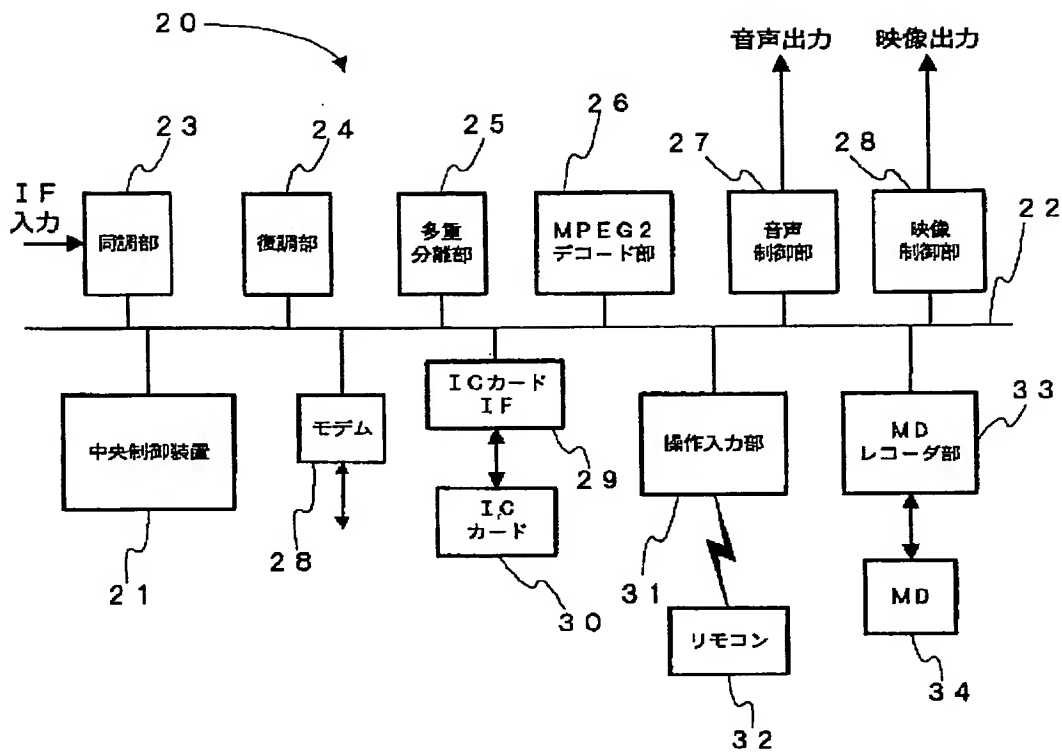 ２０
音声出力
映像出力
２３
２４
２５
２６
２７
２８
ＩＦ
入力
同調部
復調部
多重
分離部
ＭＰＥＧ２
デコード部
音声
制御部
映像
制御部
２２
中央制御装置
モデム
ＩＣカード
ＩＦ
操作入力部
ＭＤ
レコーダ部
３３
２１
２８
２９
ＩＣ
カード
３０
３１
リモコン
３２
ＭＤ
３４